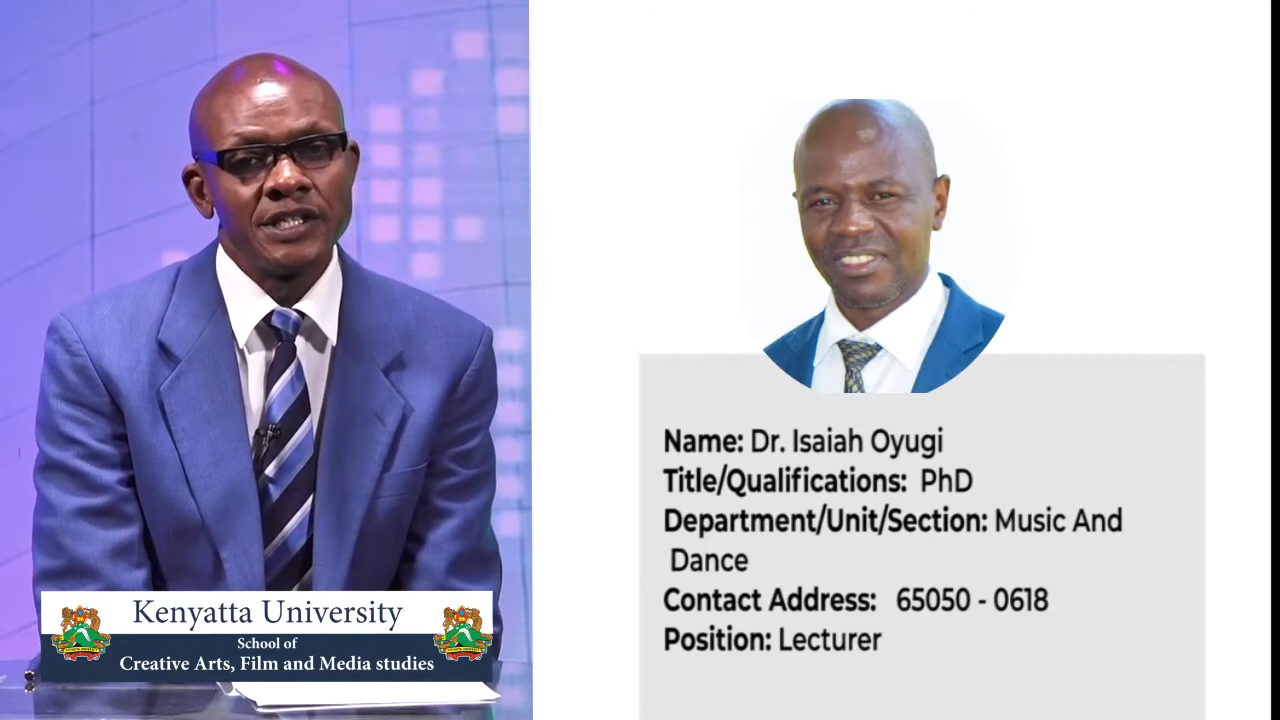 Kenyatta University
School of
Creative Arts, Film and Media studies
Name: Dr. Isaiah Oyugi
Title/Qualifications: PhD
Department/Unit/Section: Music And
Dance
Contact Address: 65050 - 0618
Position: Lecturer